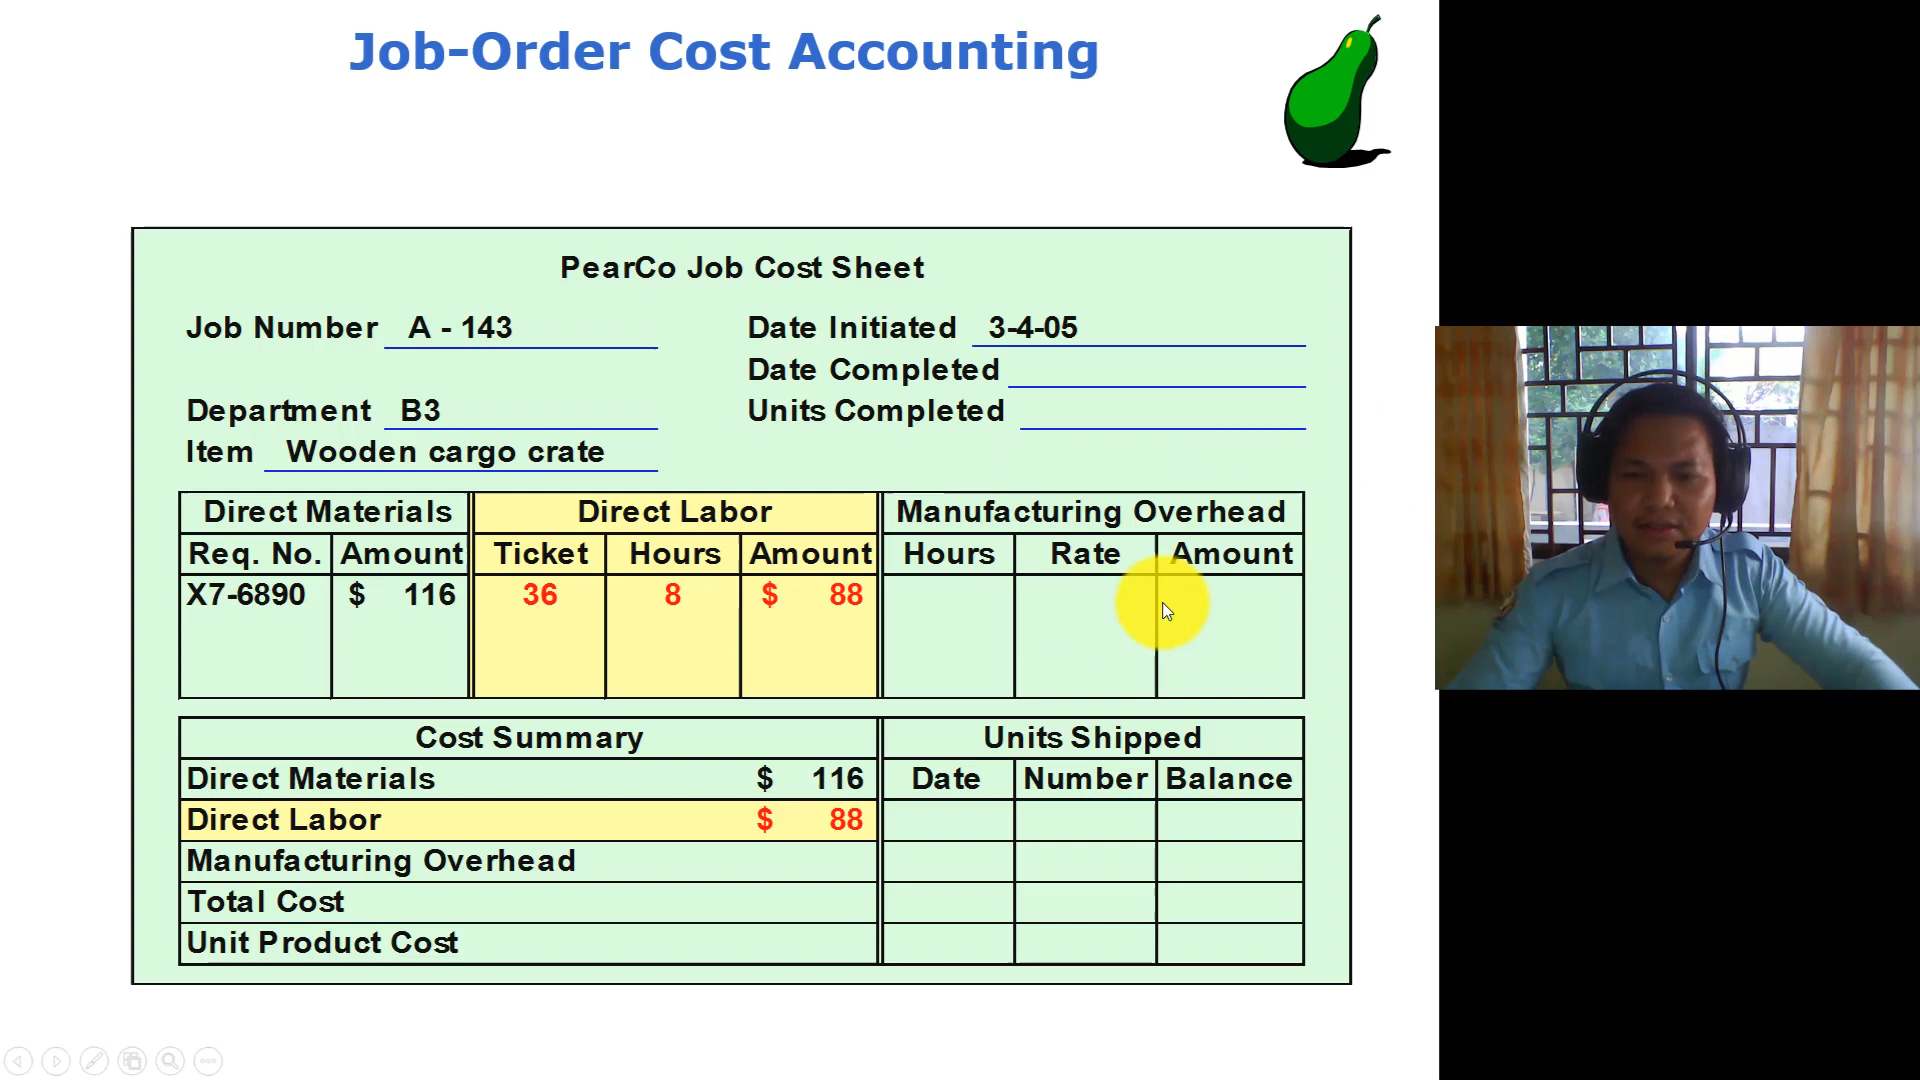 Job-Order Cost Accounting
PearCo Job Cost Sheet
Job Number A - 143 Date Initiated 3-4-05
Date Completed
Department B3 Units Completed
Item Wooden cargo crate
Direct Materials Direct Labor Manufacturing Overhead
Req. No. Amount Ticket Hours Amount Hours Rate Amount
X7-6890 $ 116 36 8 $ 88
Cost Summary Units Shipped
Direct Materials $ 116 Date Number Balance
Direct Labor $ 88
Manufacturing Overhead
Total Cost
Unit Product Cost